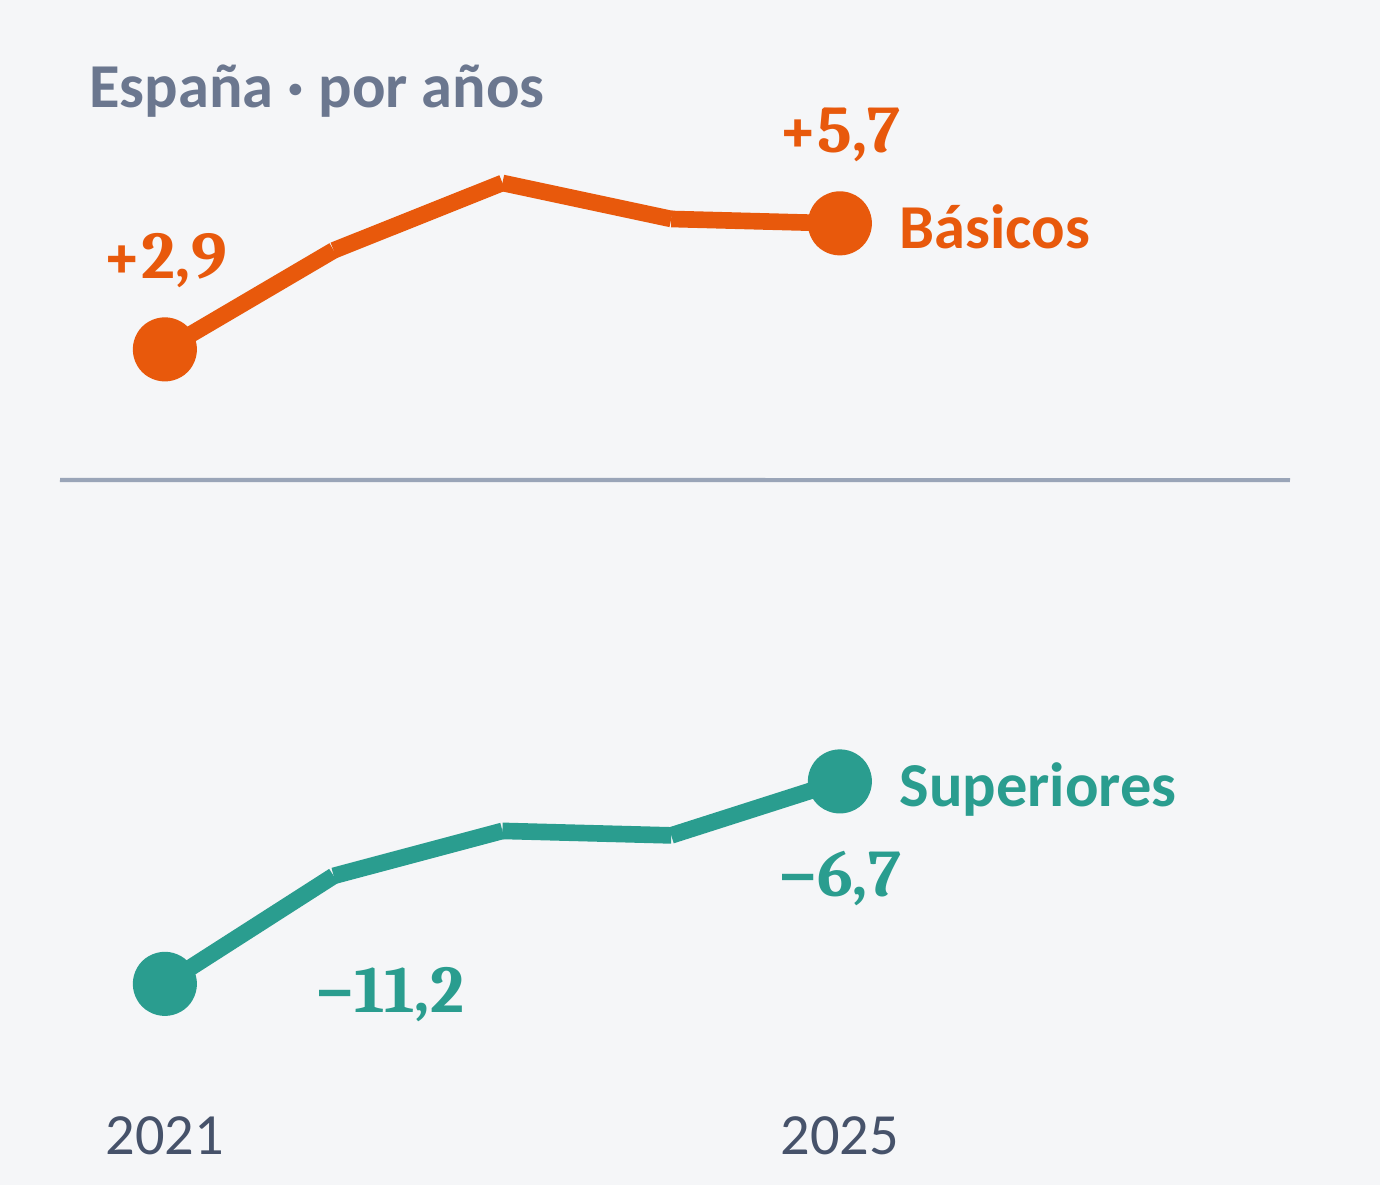 España · por años
+5,7
Básicos
+2,9
Superiores
−6,7
−11,2
2021 2025